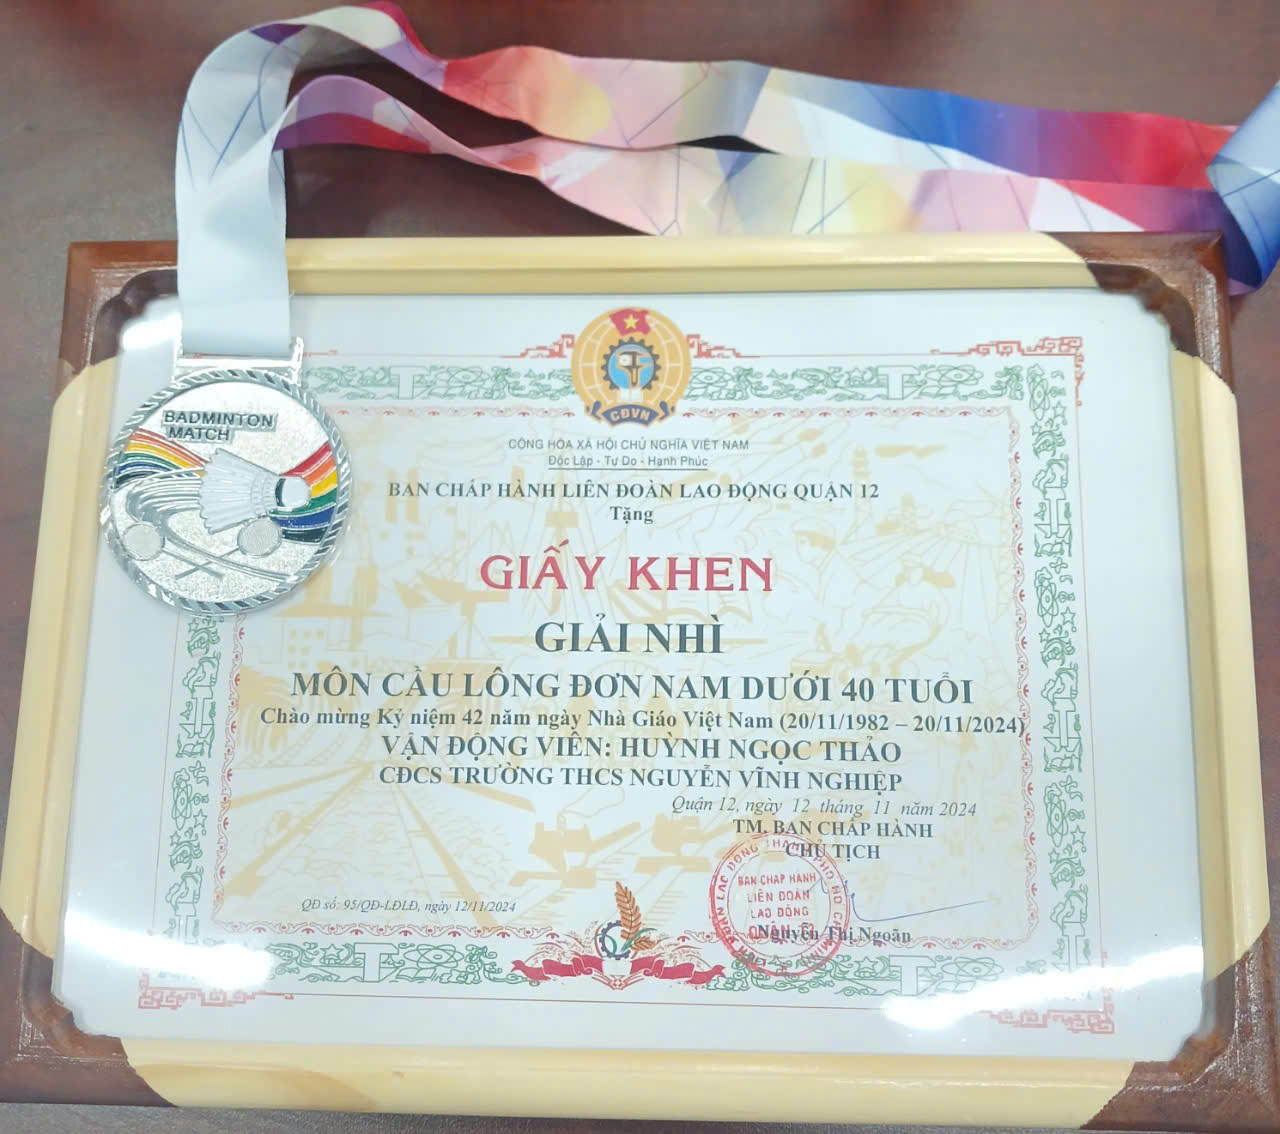 BADMINTON
MATCH
CĐVN
CỘNG HÒA XÃ HỘI CHỦ NGHĨA VIỆT NAM
Độc Lập - Tự Do - Hạnh Phúc
BAN CHẤP HÀNH LIÊN ĐOÀN LAO ĐỘNG QUẬN 12
Tặng
GIẤY KHEN
GIẢI NHÌ
MÔN CẦU LÔNG ĐƠN NAM DƯỚI 40 TUỔI
Chào mừng Kỷ niệm 42 năm ngày Nhà Giáo Việt Nam (20/11/1982 – 20/11/2024)
VẬN ĐỘNG VIÊN: HUỲNH NGỌC THẢO
CĐCS TRƯỜNG THCS NGUYỄN VĨNH NGHIỆP
Quận 12, ngày 12 tháng 11 năm 2024
TM. BAN CHẤP HÀNH
CHỦ TỊCH
BAN CHẤP HÀNH
LIÊN ĐOÀN
LAO ĐỘNG
Nguyễn Thị Ngoãn
QĐ số: 95/QĐ-LĐLĐ, ngày 12/11/2024